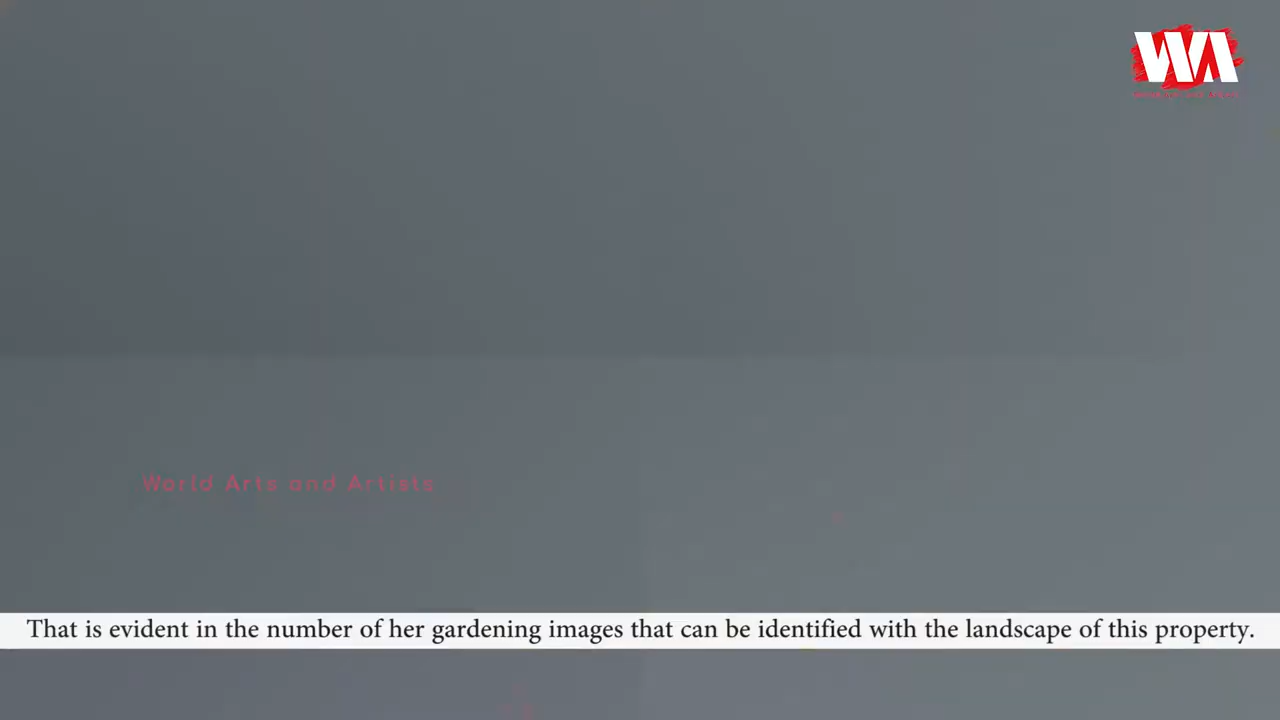 WA
World Arts and Artists
That is evident in the number of her gardening images that can be identified with the landscape of this property.